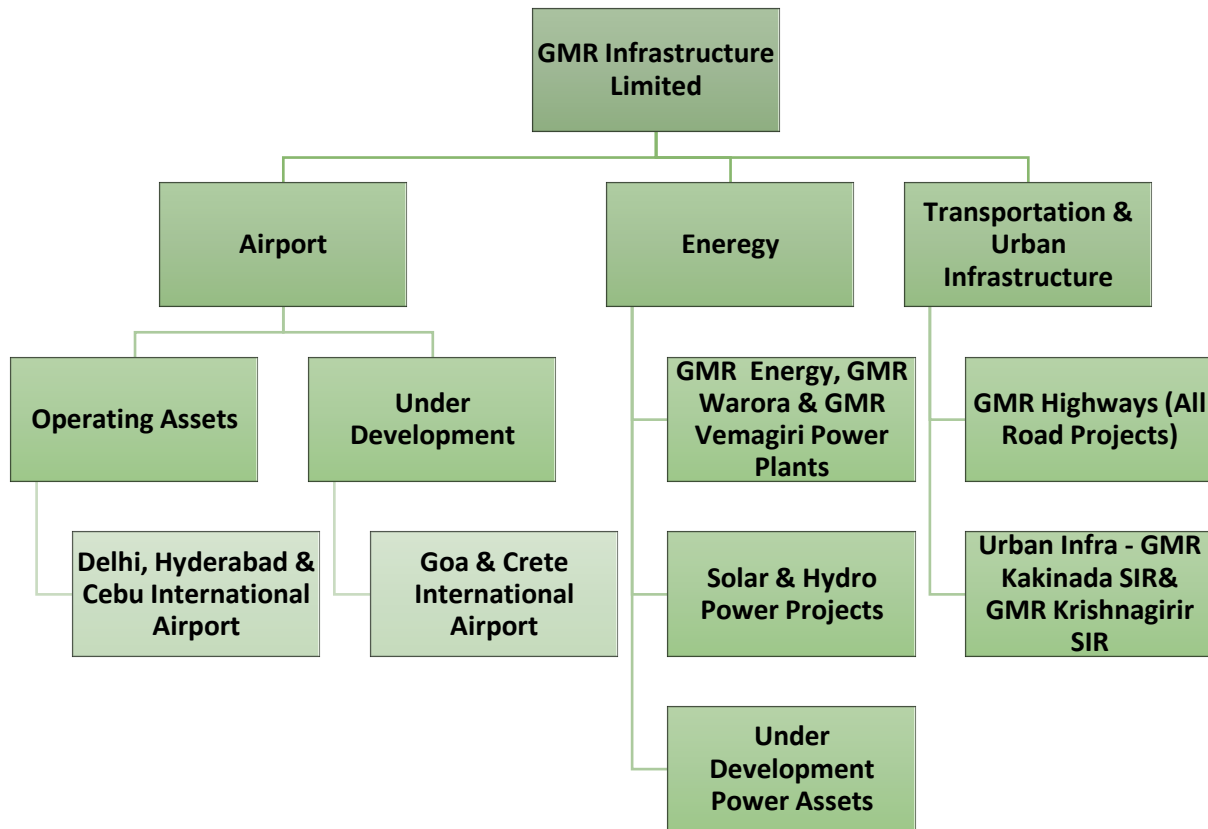 GMR Infrastructure
Limited
Airport
Eneregy
Transportation &
Urban
Infrastructure
Operating Assets
Under
Development
GMR Energy, GMR
Warora & GMR
Vemagiri Power
Plants
GMR Highways (All
Road Projects)
Delhi, Hyderabad &
Cebu International
Airport
Goa & Crete
International
Airport
Solar & Hydro
Power Projects
Urban Infra - GMR
Kakinada SIR&
GMR Krishnagirir
SIR
Under
Development
Power Assets